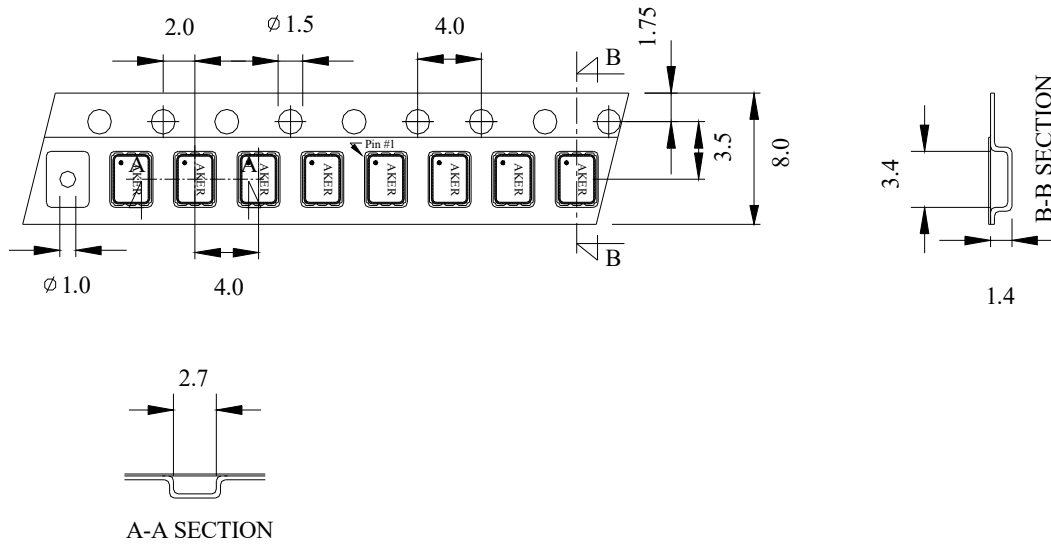 2.0
∅ 1.5
4.0
1.75
B
Pin #1
3.5
8.0
A
A
AKER
AKER
AKER
AKER
AKER
AKER
AKER
AKER
3.4
B-B SECTION
B
∅ 1.0
4.0
1.4
2.7
A-A SECTION